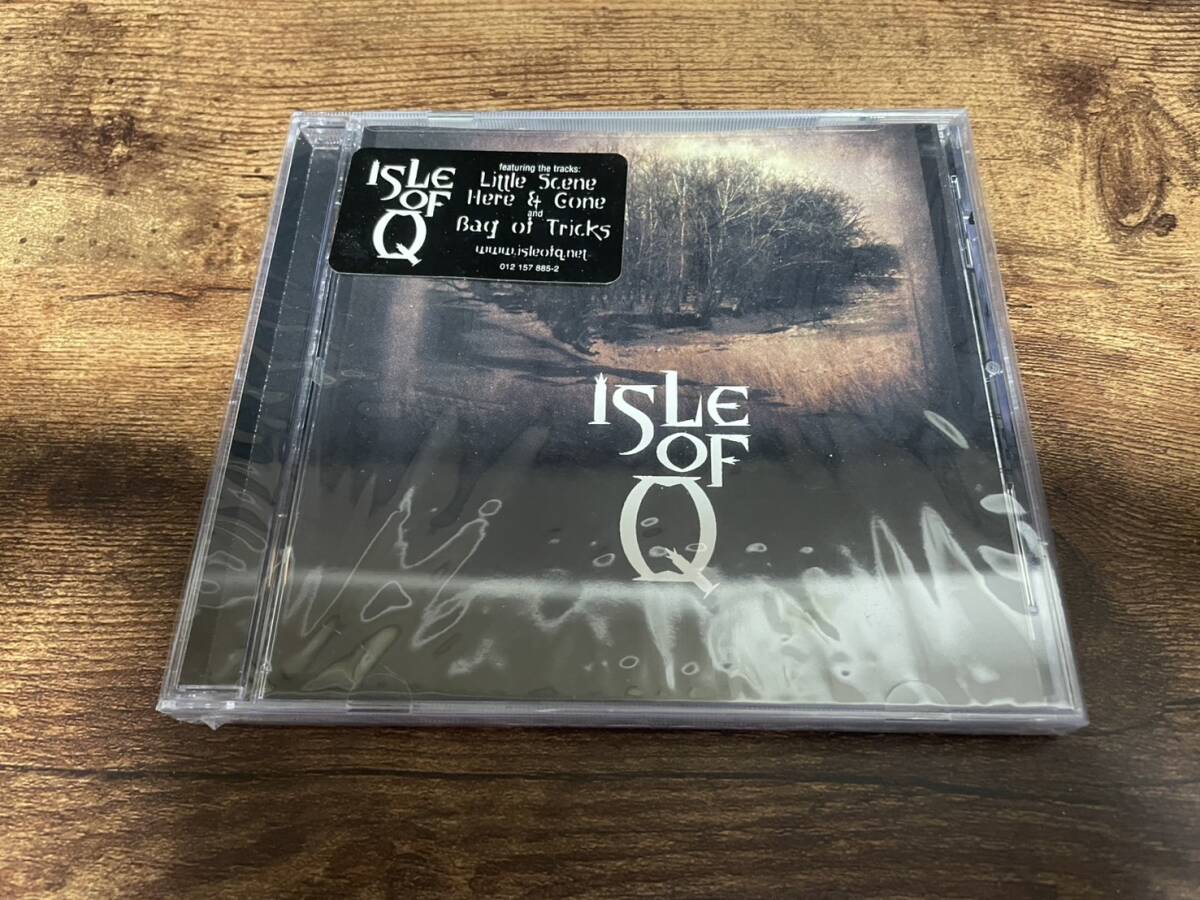 ISLE
OF
Q
featuring the tracks:
Little Scene
Here & Gone
and
Bag of Tricks
www.isleofq.net
012 157 885-2
ISLE
OF
Q